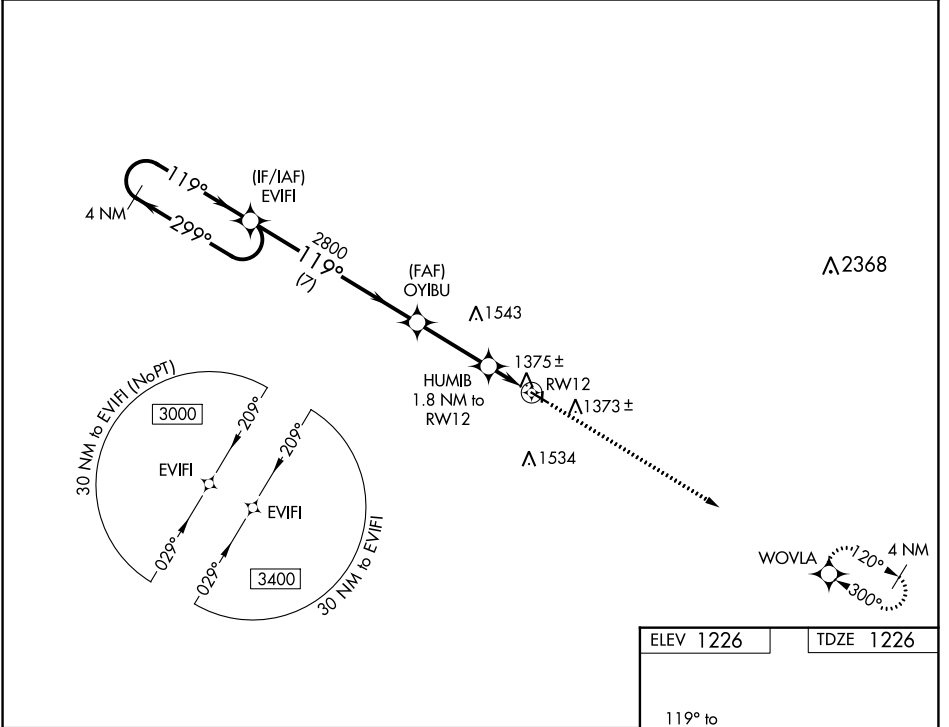 119°
4 NM
299°
(IF/IAF)
EVIFI
2800
119°
(7)
(FAF)
OYIBU
2368
1543
1375 ±
HUMIB
1.8 NM to
RW12
RW12
1373 ±
1534
30 NM to EVIFI (NoPT)
3000
209°
EVIFI
029°
209°
EVIFI
029°
3400
30 NM to EVIFI
WOVLA
120°
4 NM
300°
ELEV 1226
TDZE 1226
119° to